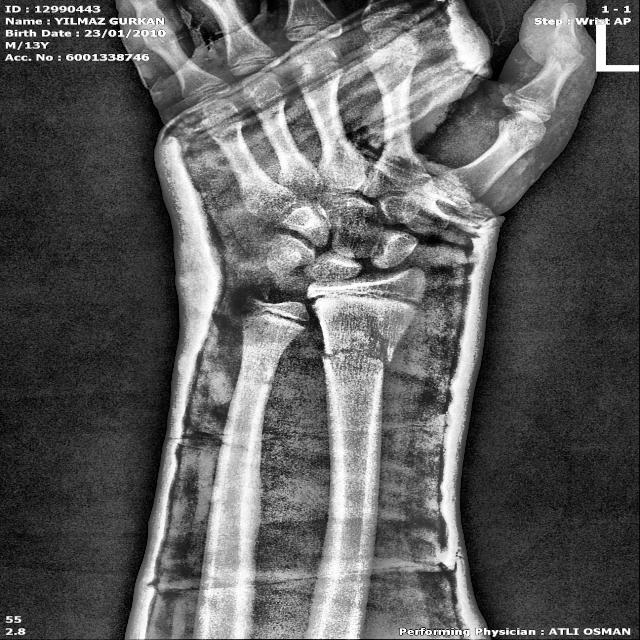 ID : 12990443
Name : YILMAZ GURKAN
Birth Date : 23/01/2010
M/13Y
Acc. No : 6001338746
1 - 1
Step : Wrist AP
L
55
2.8
Performing Physician : ATLI OSMAN